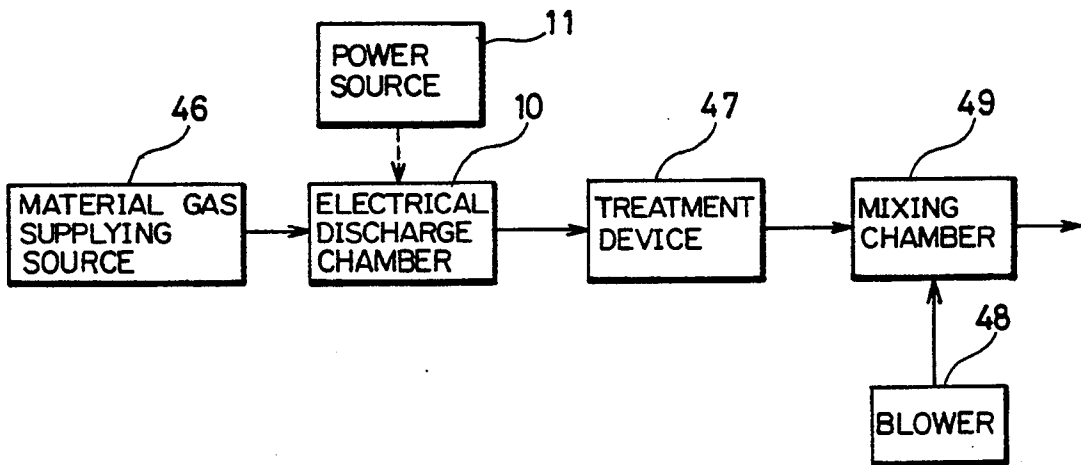 11
POWER
SOURCE
46
10
47
49
MATERIAL GAS
SUPPLYING
SOURCE
ELECTRICAL
DISCHARGE
CHAMBER
TREATMENT
DEVICE
MIXING
CHAMBER
48
BLOWER